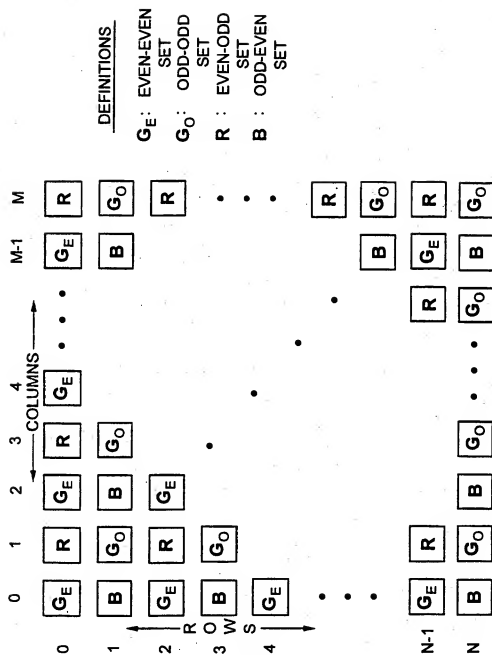 COLUMNS
0 1 2 3 4 M-1 M
0 G_E R G_E R G_E • • • G_E R
1 B G_O B G_O B G_O
2 G_E R G_E R
3 B G_O
4 G_E
R
B G_O
N-1 G_E R R G_E R
N B G_O B G_O • • • G_O B G_O
ROWS
DEFINITIONS
G_E: EVEN-EVEN
SET
G_O: ODD-ODD
SET
R : EVEN-ODD
SET
B : ODD-EVEN
SET